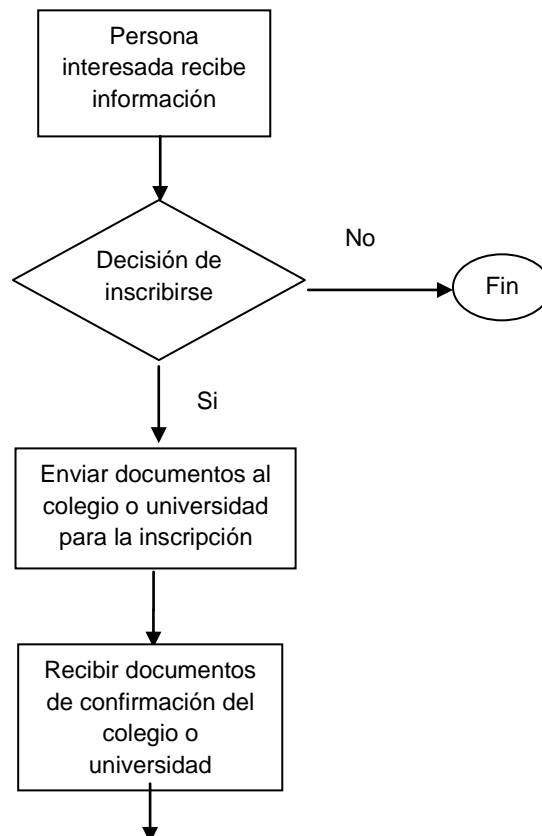 Persona
interesada recibe
información
Decisión de
inscribirse
No
Fin
Si
Enviar documentos al
colegio o universidad
para la inscripción
Recibir documentos
de confirmación del
colegio o
universidad